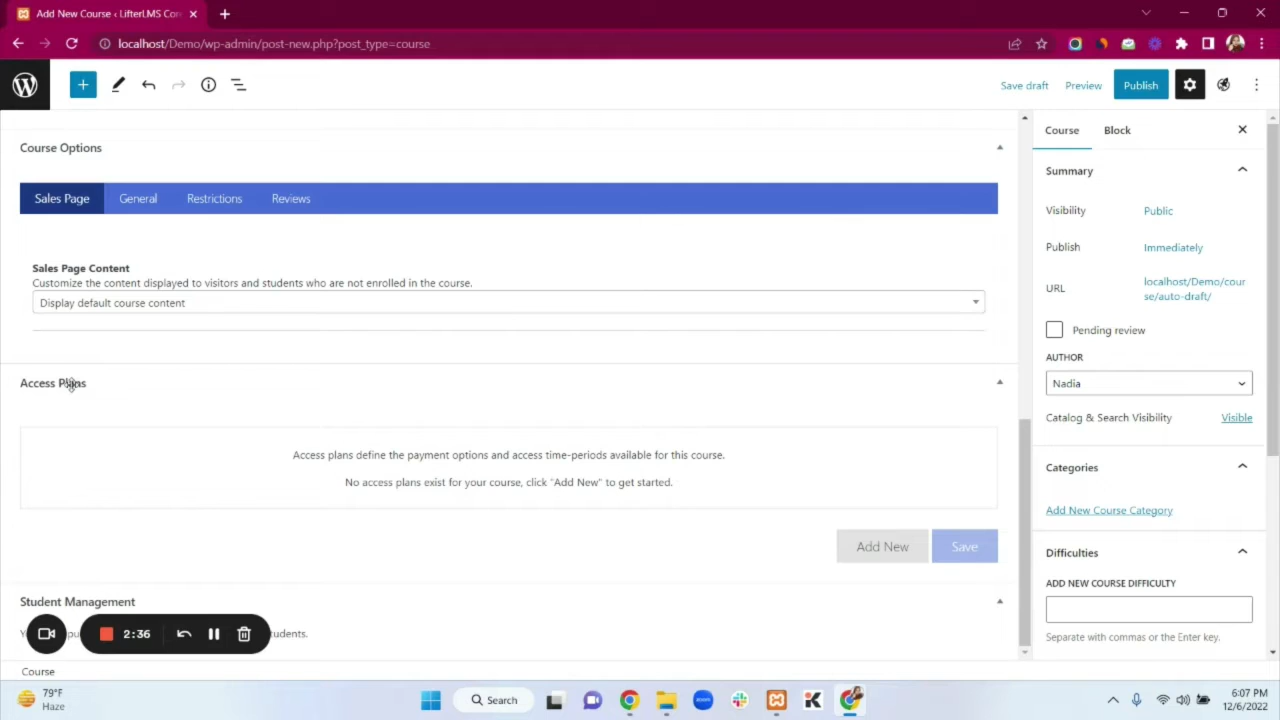 Add New Course ‹ LifterLMS Cor
localhost/Demo/wp-admin/post-new.php?post_type=course
Save draft
Preview
Publish
Course Options
Sales Page
General
Restrictions
Reviews
Sales Page Content
Customize the content displayed to visitors and students who are not enrolled in the course.
Display default course content
Access Plans
Access plans define the payment options and access time-periods available for this course.
No access plans exist for your course, click "Add New" to get started.
Add New
Save
Student Management
tudents.
2:36
Course
Course
Block
Summary
Visibility
Public
Publish
Immediately
URL
localhost/Demo/cour
se/auto-draft/
Pending review
AUTHOR
Nadia
Catalog & Search Visibility
Visible
Categories
Add New Course Category
Difficulties
ADD NEW COURSE DIFFICULTY
Separate with commas or the Enter key.
79°F
Haze
Search
zoom
6:07 PM
12/6/2022